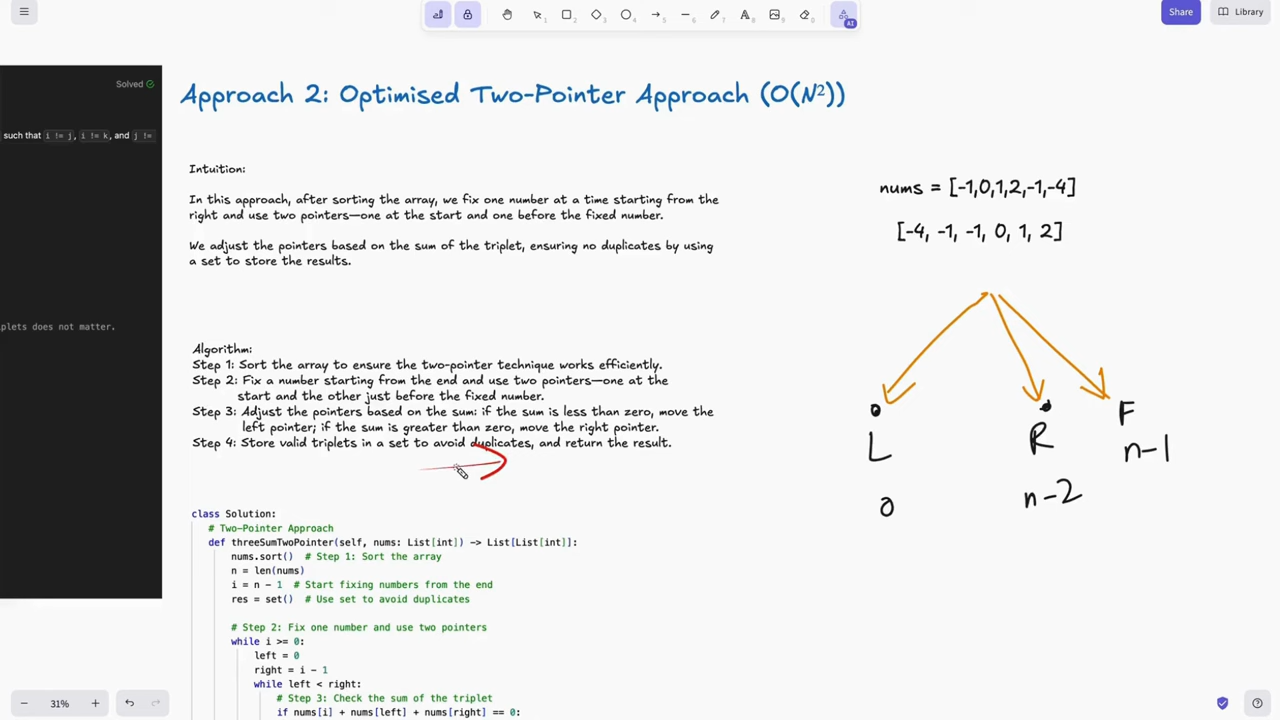 Share
Library
Solved
Approach 2: Optimised Two-Pointer Approach (O(N²))
such that i != j, i != k, and j !=
Intuition:
In this approach, after sorting the array, we fix one number at a time starting from the
right and use two pointers—one at the start and one before the fixed number.
We adjust the pointers based on the sum of the triplet, ensuring no duplicates by using
a set to store the results.
nums = [-1,0,1,2,-1,-4]
[-4, -1, -1, 0, 1, 2]
iplets does not matter.
Algorithm:
Step 1: Sort the array to ensure the two-pointer technique works efficiently.
Step 2: Fix a number starting from the end and use two pointers—one at the
start and the other just before the fixed number.
Step 3: Adjust the pointers based on the sum: if the sum is less than zero, move the
left pointer; if the sum is greater than zero, move the right pointer.
Step 4: Store valid triplets in a set to avoid duplicates, and return the result.
L R F
0 n-2 n-1
class Solution:
# Two-Pointer Approach
def threeSumTwoPointer(self, nums: List[int]) -> List[List[int]]:
nums.sort() # Step 1: Sort the array
n = len(nums)
i = n - 1 # Start fixing numbers from the end
res = set() # Use set to avoid duplicates
# Step 2: Fix one number and use two pointers
while i >= 0:
left = 0
right = i - 1
while left < right:
# Step 3: Check the sum of the triplet
if nums[i] + nums[left] + nums[right] == 0:
31%